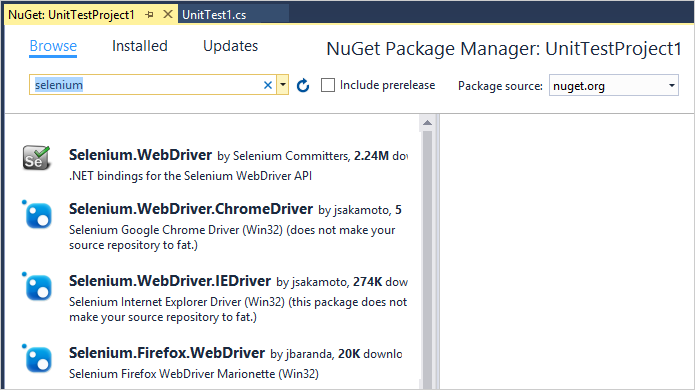 NuGet: UnitTestProject1 UnitTest1.cs
Browse Installed Updates NuGet Package Manager: UnitTestProject1
selenium Include prerelease Package source: nuget.org
Selenium.WebDriver by Selenium Committers, 2.24M dow
.NET bindings for the Selenium WebDriver API
Selenium.WebDriver.ChromeDriver by jsakamoto, 5
Selenium Google Chrome Driver (Win32) (does not make your
source repository to fat.)
Selenium.WebDriver.IEDriver by jsakamoto, 274K down
Selenium Internet Explorer Driver (Win32) (this package does not
make your source repository to fat.)
Selenium.Firefox.WebDriver by jbaranda, 20K downlo
Selenium Firefox WebDriver Marionette (Win32)
Se